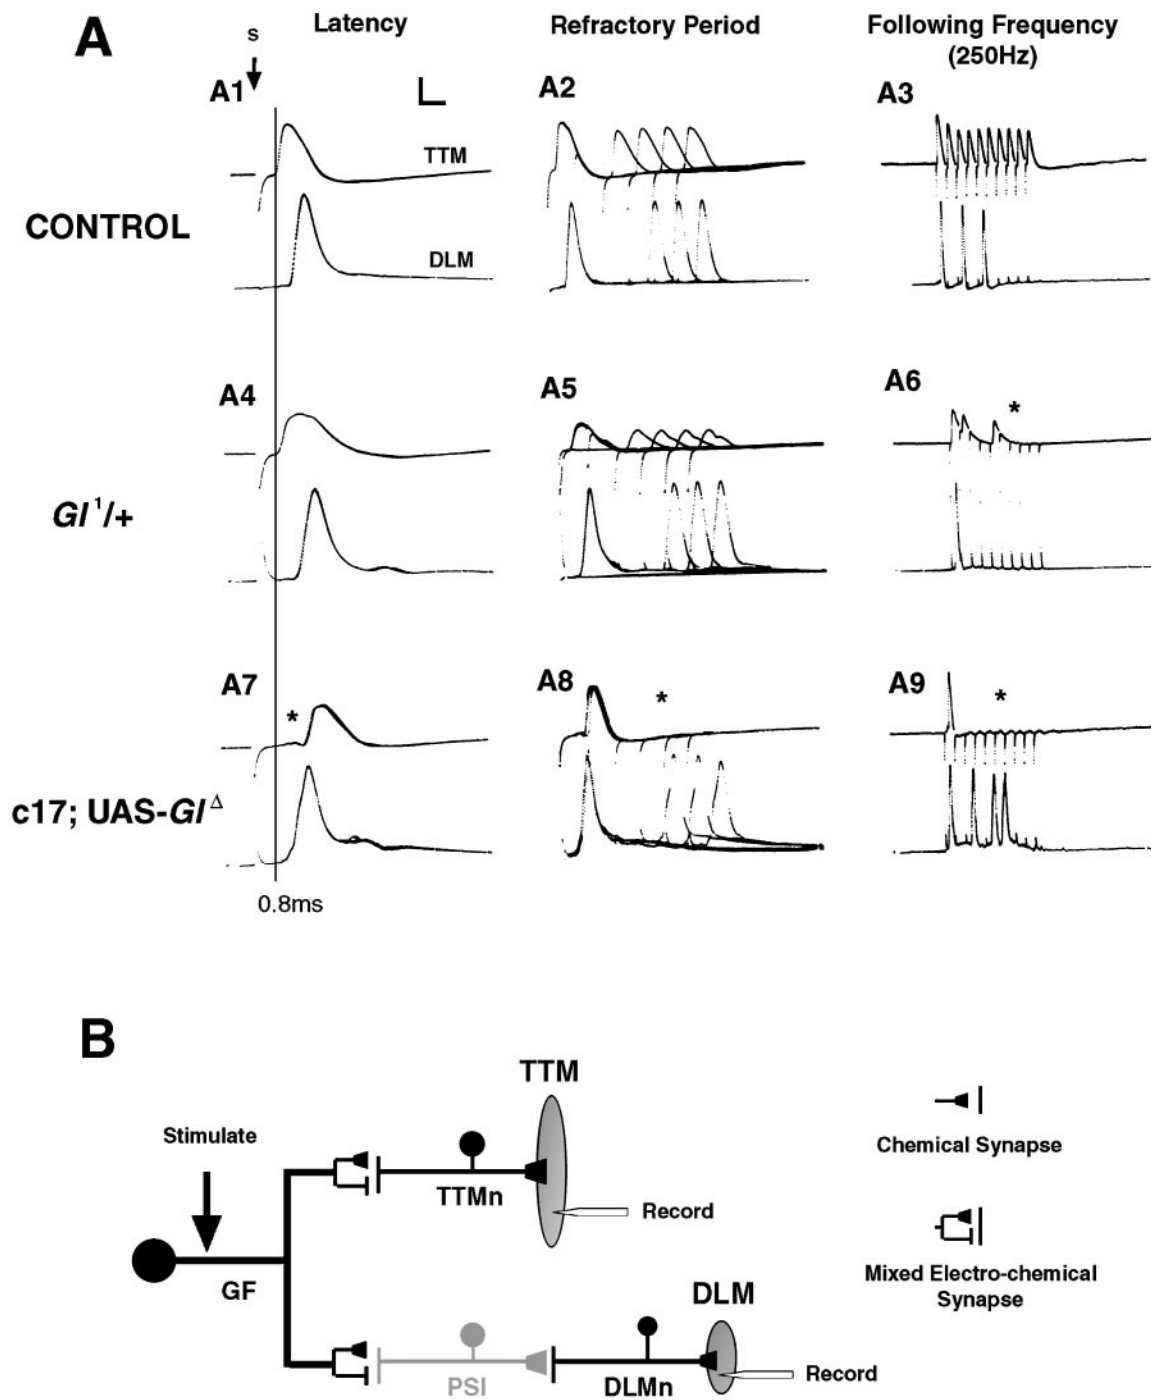 A
Latency
Refractory Period
Following Frequency
(250Hz)
S
A1
A2
A3
TTM
CONTROL
DLM
A4
A5
A6
*
Gl 1/+
A7
A8
A9
*
*
*
c17; UAS-Gl Δ
0.8ms
B
TTM
Stimulate
Chemical Synapse
TTMn
Record
GF
Mixed Electro-chemical
Synapse
DLM
Record
PSI
DLMn